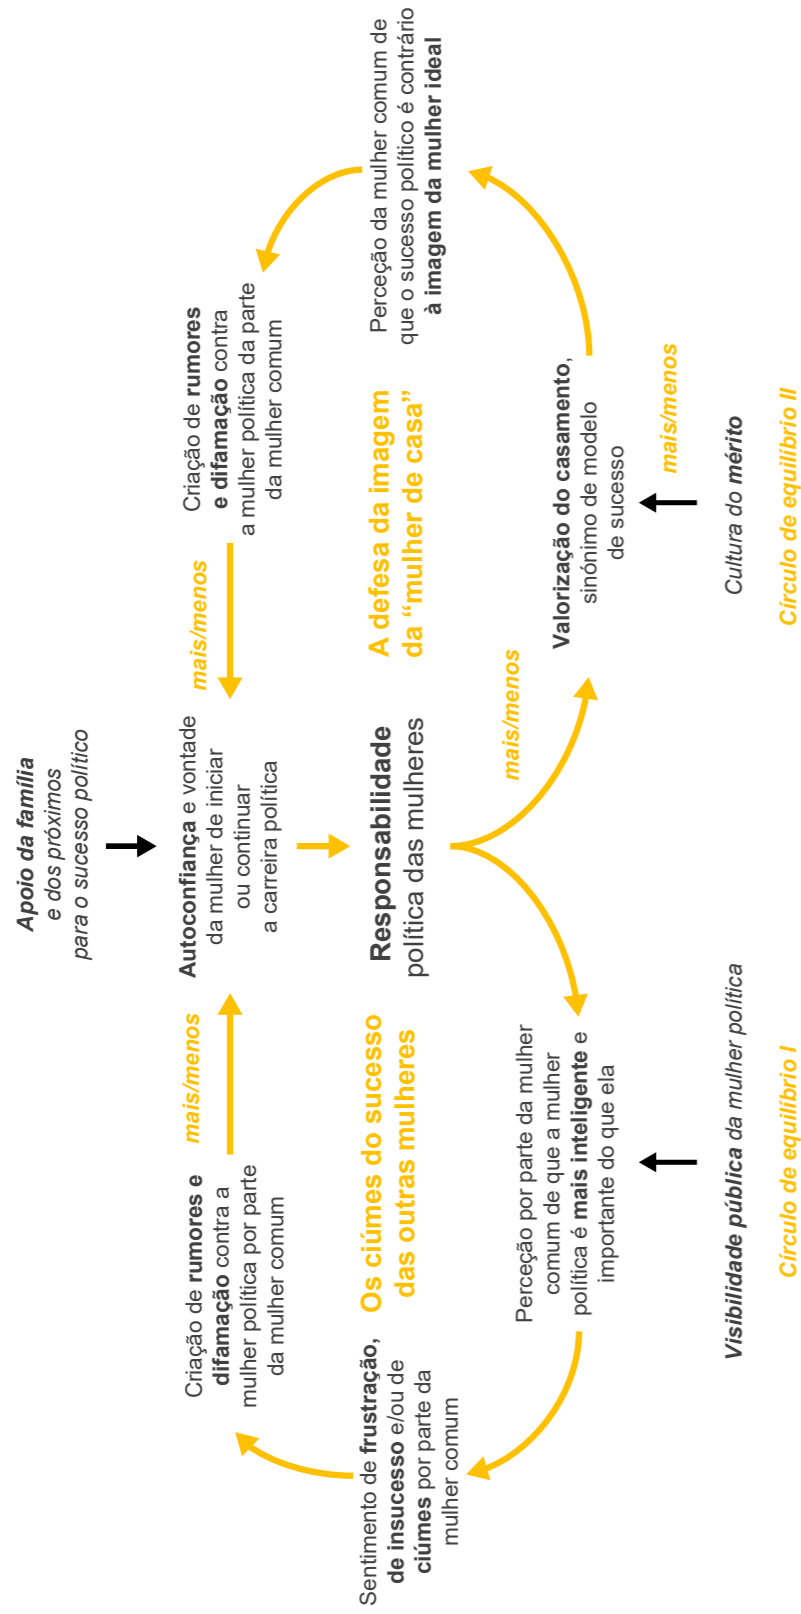 Apoio da família
e dos próximos
para o sucesso político
Criação de rumores e
difamação contra a
mulher política por parte
da mulher comum
mais/menos
Autoconfiança e vontade
da mulher de iniciar
ou continuar
a carreira política
mais/menos
Criação de rumores
e difamação contra
a mulher política da parte
da mulher comum
Sentimento de frustração,
de insucesso e/ou de
ciúmes por parte da
mulher comum
Os ciúmes do sucesso
das outras mulheres
Responsabilidade
política das mulheres
A defesa da imagem
da “mulher de casa”
Perceção da mulher comum de
que o sucesso político é contrário
à imagem da mulher ideal
mais/menos
Perceção por parte da mulher
comum de que a mulher
política é mais inteligente e
importante do que ela
Valorização do casamento,
sinónimo de modelo
de sucesso
mais/menos
Visibilidade pública da mulher política
Cultura do mérito
Círculo de equilíbrio I
Círculo de equilíbrio II